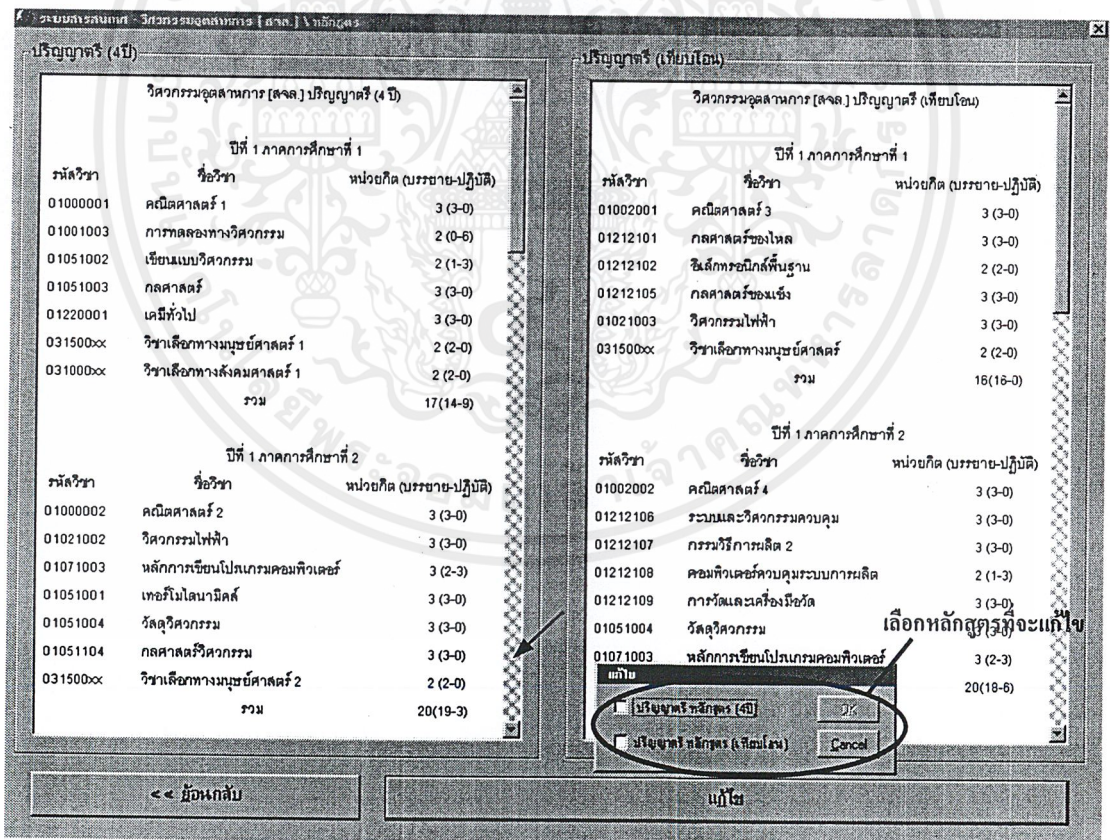 ระบบสารสนเทศ - วิศวกรรมอุตสาหการ [สจล.] \ หลักสูตร
ปริญญาตรี (4ปี)
วิศวกรรมอุตสาหการ [สจล.] ปริญญาตรี (4 ปี)
ปีที่ 1 ภาคการศึกษาที่ 1
รหัสวิชา ชื่อวิชา หน่วยกิต (บรรยาย-ปฏิบัติ)
01000001 คณิตศาสตร์ 1 3 (3-0)
01001003 การทดลองทางวิศวกรรม 2 (0-6)
01051002 เขียนแบบวิศวกรรม 2 (1-3)
01051003 กลศาสตร์ 3 (3-0)
01220001 เคมีทั่วไป 3 (3-0)
031500xx วิชาเลือกทางมนุษย์ศาสตร์ 1 2 (2-0)
031000xx วิชาเลือกทางสังคมศาสตร์ 1 2 (2-0)
รวม 17(14-9)
ปีที่ 1 ภาคการศึกษาที่ 2
รหัสวิชา ชื่อวิชา หน่วยกิต (บรรยาย-ปฏิบัติ)
01000002 คณิตศาสตร์ 2 3 (3-0)
01021002 วิศวกรรมไฟฟ้า 3 (3-0)
01071003 หลักการเขียนโปรแกรมคอมพิวเตอร์ 3 (2-3)
01051001 เทอร์โมไดนามิคส์ 3 (3-0)
01051004 วัสดุวิศวกรรม 3 (3-0)
01051104 กลศาสตร์วิศวกรรม 3 (3-0)
031500xx วิชาเลือกทางมนุษย์ศาสตร์ 2 2 (2-0)
รวม 20(19-3)
ปริญญาตรี (เทียบโอน)
วิศวกรรมอุตสาหการ [สจล.] ปริญญาตรี (เทียบโอน)
ปีที่ 1 ภาคการศึกษาที่ 1
รหัสวิชา ชื่อวิชา หน่วยกิต (บรรยาย-ปฏิบัติ)
01002001 คณิตศาสตร์ 3 3 (3-0)
01212101 กลศาสตร์ของไหล 3 (3-0)
01212102 อิเล็กทรอนิกส์พื้นฐาน 2 (2-0)
01212105 กลศาสตร์ของแข็ง 3 (3-0)
01021003 วิศวกรรมไฟฟ้า 3 (3-0)
031500xx วิชาเลือกทางมนุษย์ศาสตร์ 2 (2-0)
รวม 16(16-0)
ปีที่ 1 ภาคการศึกษาที่ 2
รหัสวิชา ชื่อวิชา หน่วยกิต (บรรยาย-ปฏิบัติ)
01002002 คณิตศาสตร์ 4 3 (3-0)
01212106 ระบบและวิศวกรรมควบคุม 3 (3-0)
01212107 กรรมวิธีการผลิต 2 3 (3-0)
01212108 คอมพิวเตอร์ควบคุมระบบการผลิต 2 (1-3)
01212109 การวัดและเครื่องมือวัด 3 (3-0)
01051004 วัสดุวิศวกรรม 3 (3-0)
เลือกหลักสูตรที่จะแก้ไข
01071003 หลักการเขียนโปรแกรมคอมพิวเตอร์ 3 (2-3)
20(18-6)
แก้ไข
ปริญญาตรี หลักสูตร [4ปี] OK
ปริญญาตรี หลักสูตร (เทียบโอน) Cancel
<< ย้อนกลับ
แก้ไข